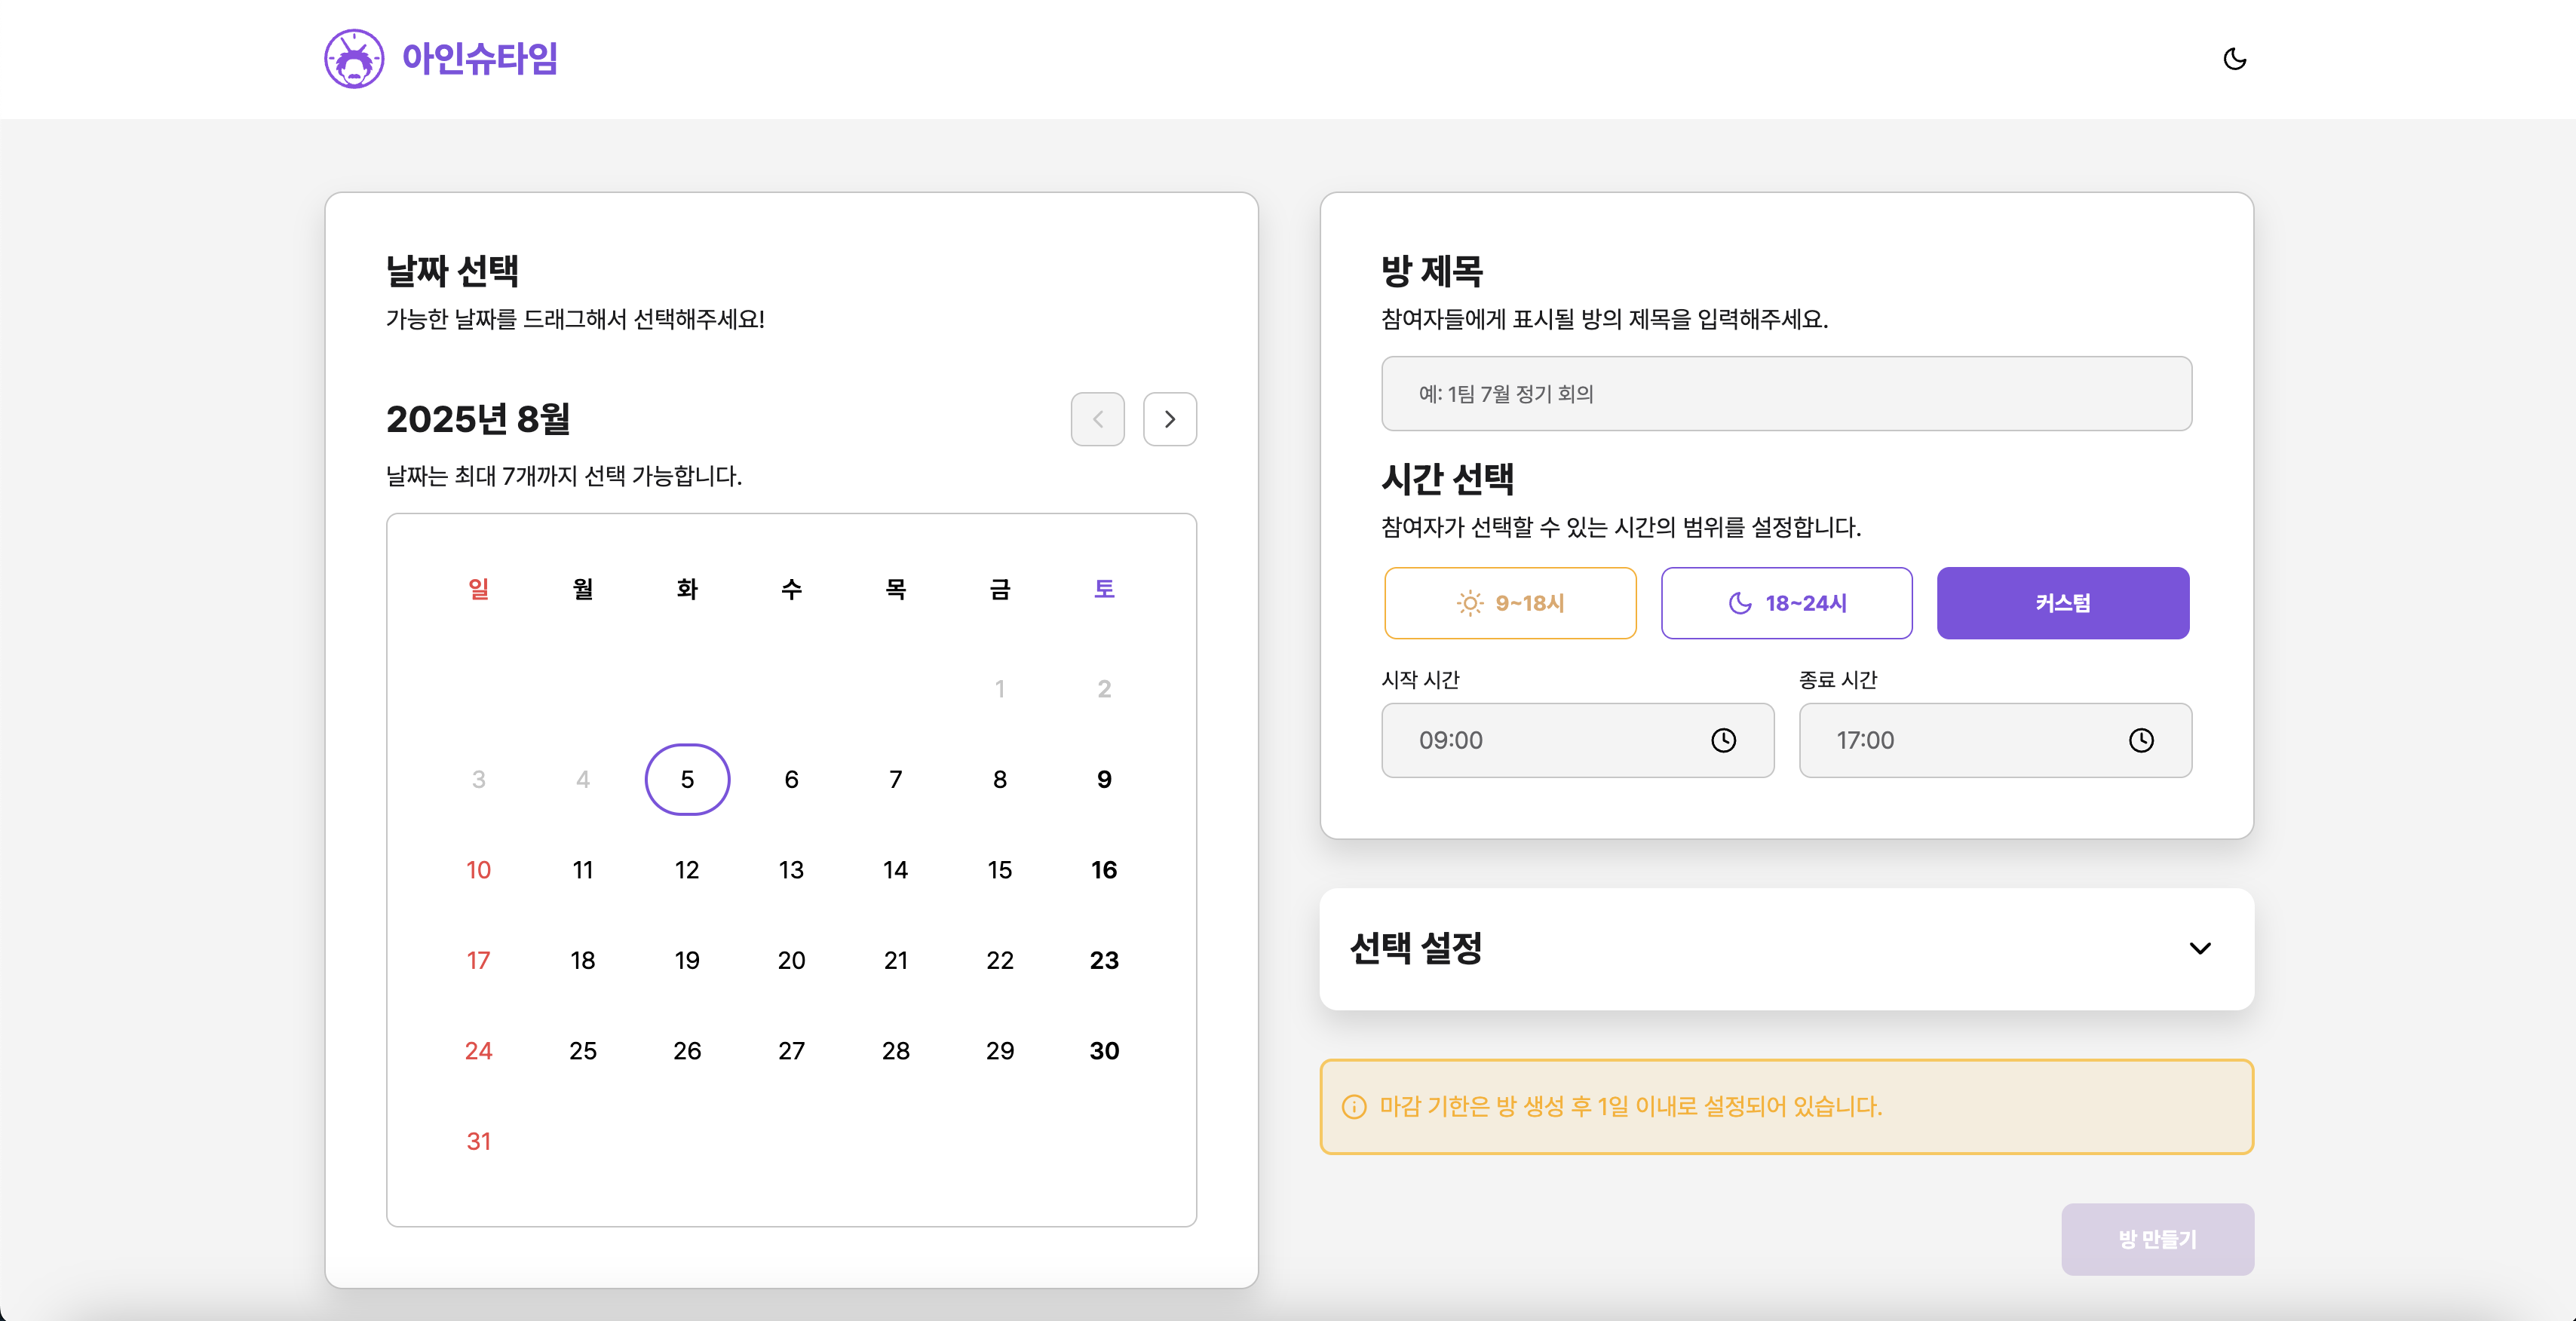 아인슈타임
날짜 선택
가능한 날짜를 드래그해서 선택해주세요!
2025년 8월
날짜는 최대 7개까지 선택 가능합니다.
일 월 화 수 목 금 토
1 2
3 4 5 6 7 8 9
10 11 12 13 14 15 16
17 18 19 20 21 22 23
24 25 26 27 28 29 30
31
방 제목
참여자들에게 표시될 방의 제목을 입력해주세요.
예: 1팀 7월 정기 회의
시간 선택
참여자가 선택할 수 있는 시간의 범위를 설정합니다.
9~18시 18~24시 커스텀
시작 시간 종료 시간
09:00 17:00
선택 설정
마감 기한은 방 생성 후 1일 이내로 설정되어 있습니다.
방 만들기